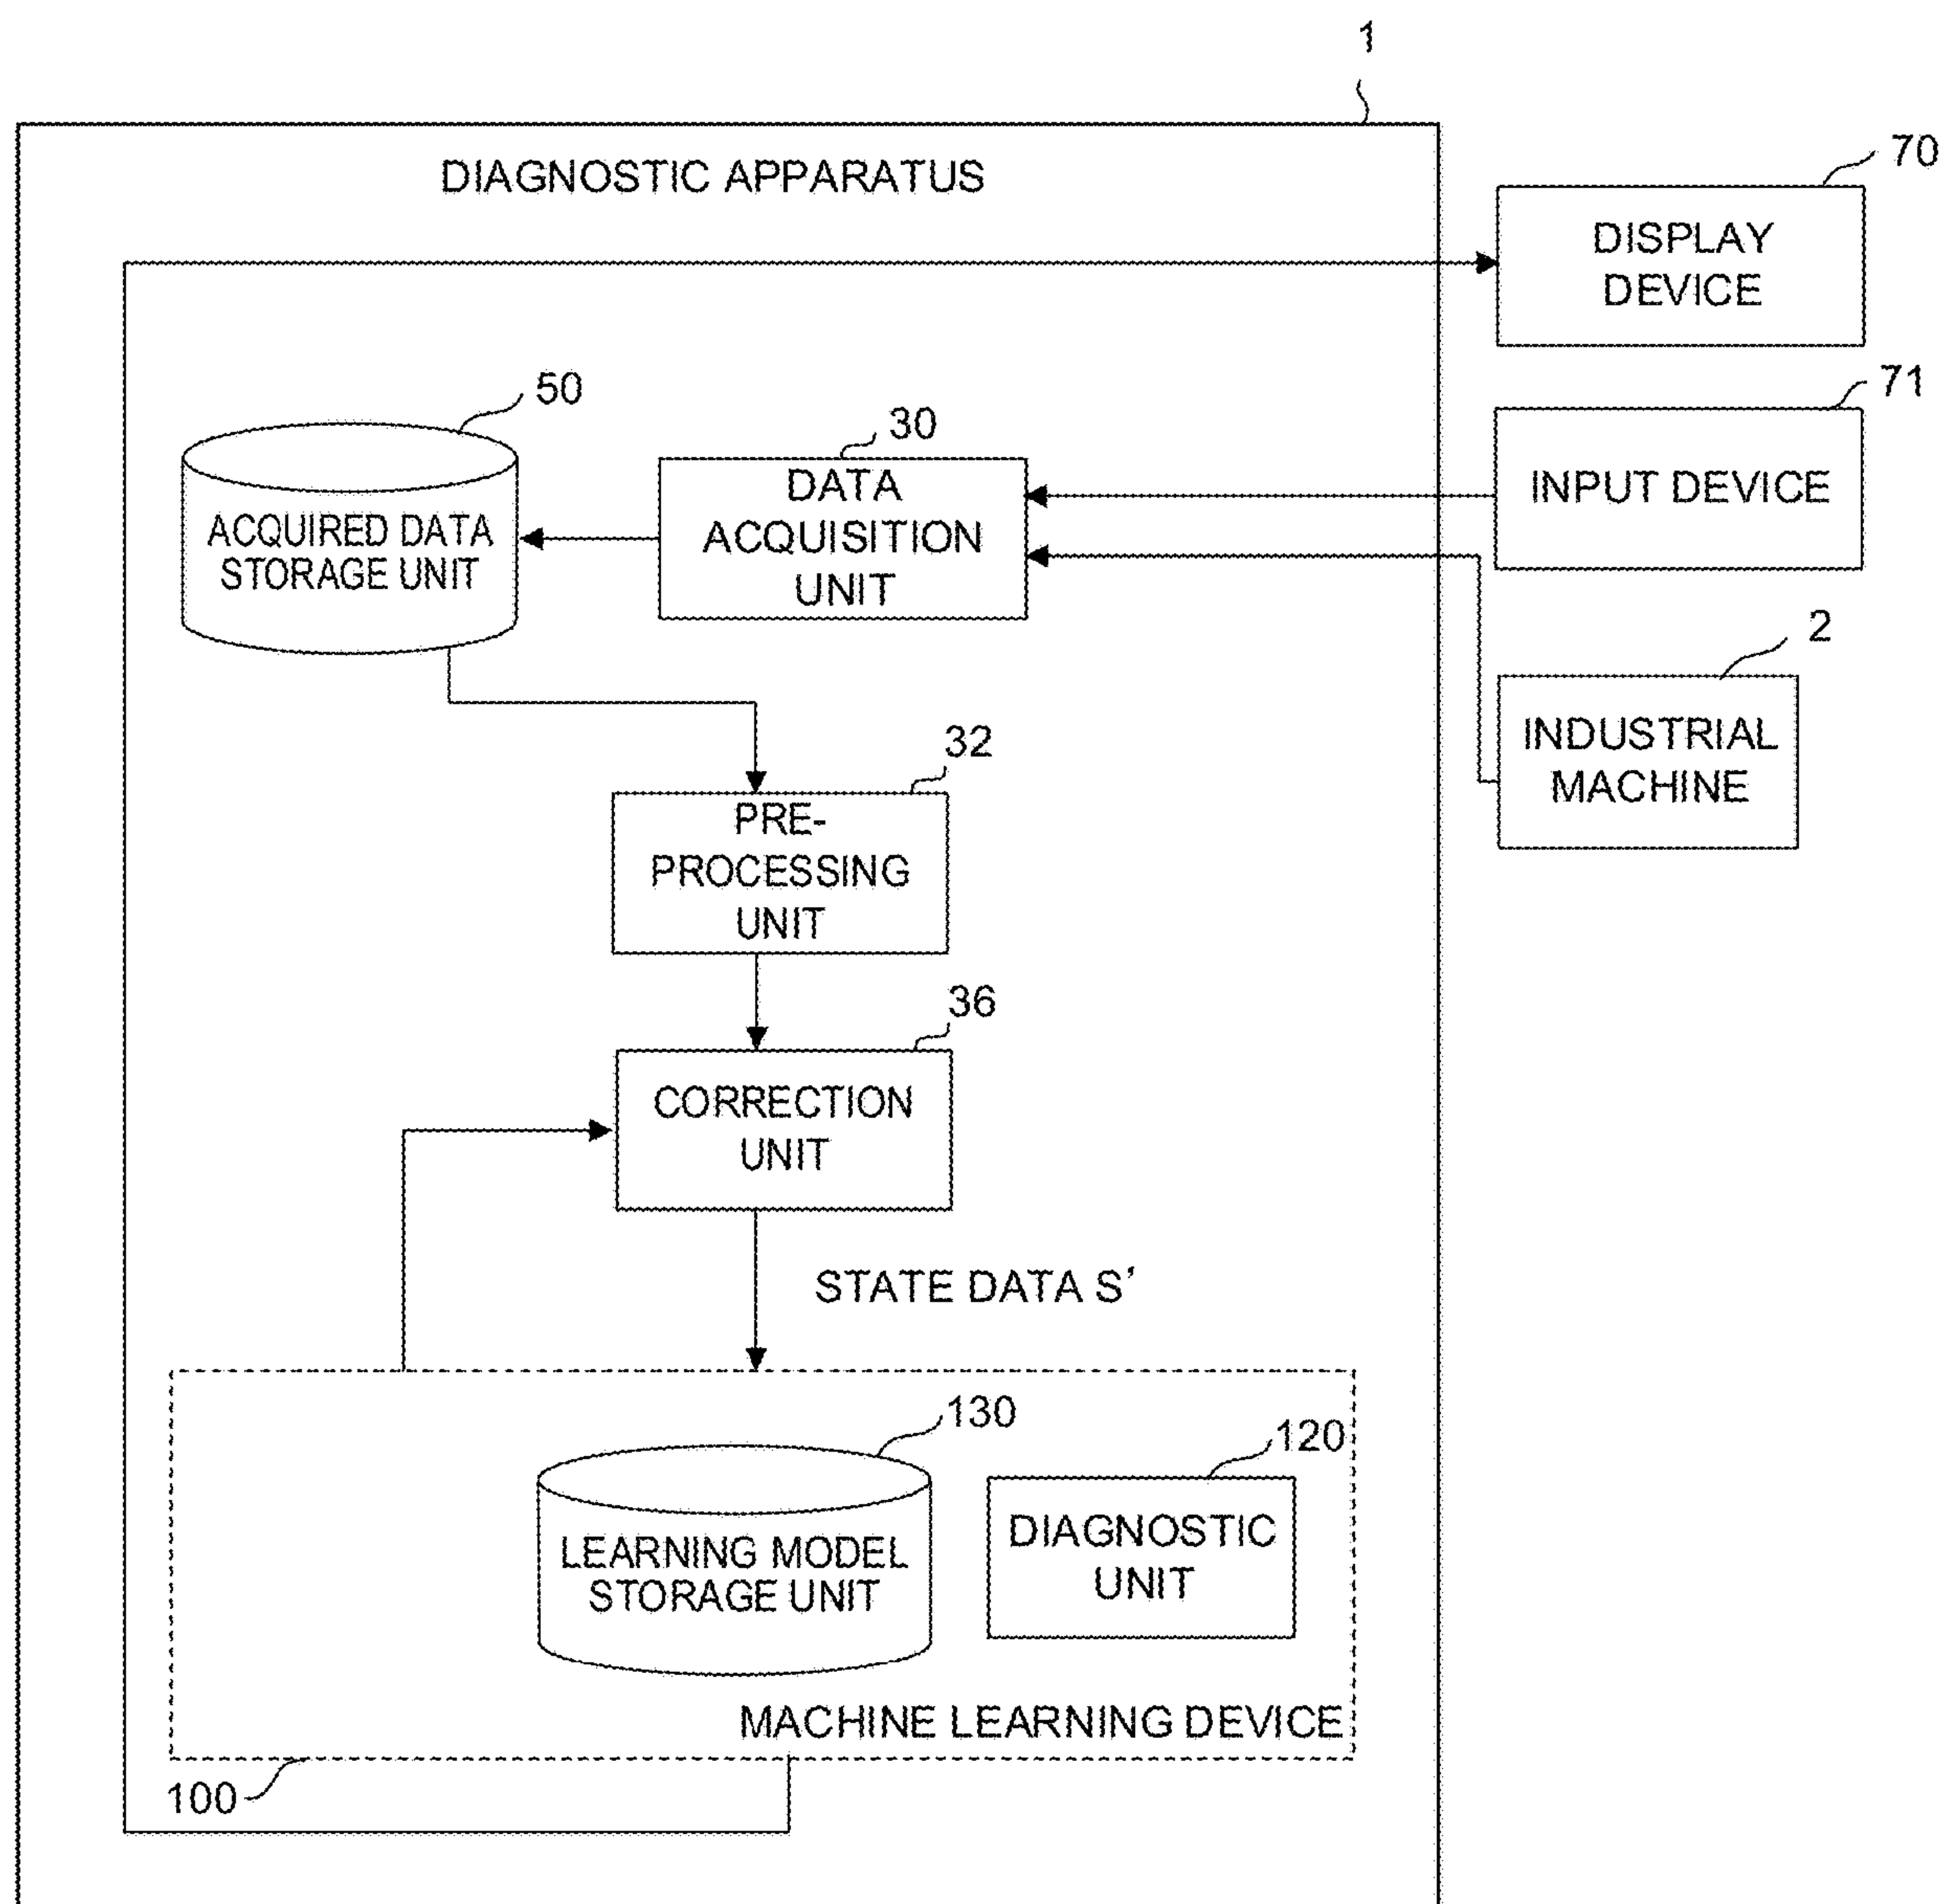 1
DIAGNOSTIC APPARATUS
70
DISPLAY
DEVICE
50
30
71
ACQUIRED DATA
STORAGE UNIT
DATA
ACQUISITION
UNIT
INPUT DEVICE
2
INDUSTRIAL
MACHINE
32
PRE-
PROCESSING
UNIT
36
CORRECTION
UNIT
STATE DATA S'
130
120
LEARNING MODEL
STORAGE UNIT
DIAGNOSTIC
UNIT
MACHINE LEARNING DEVICE
100